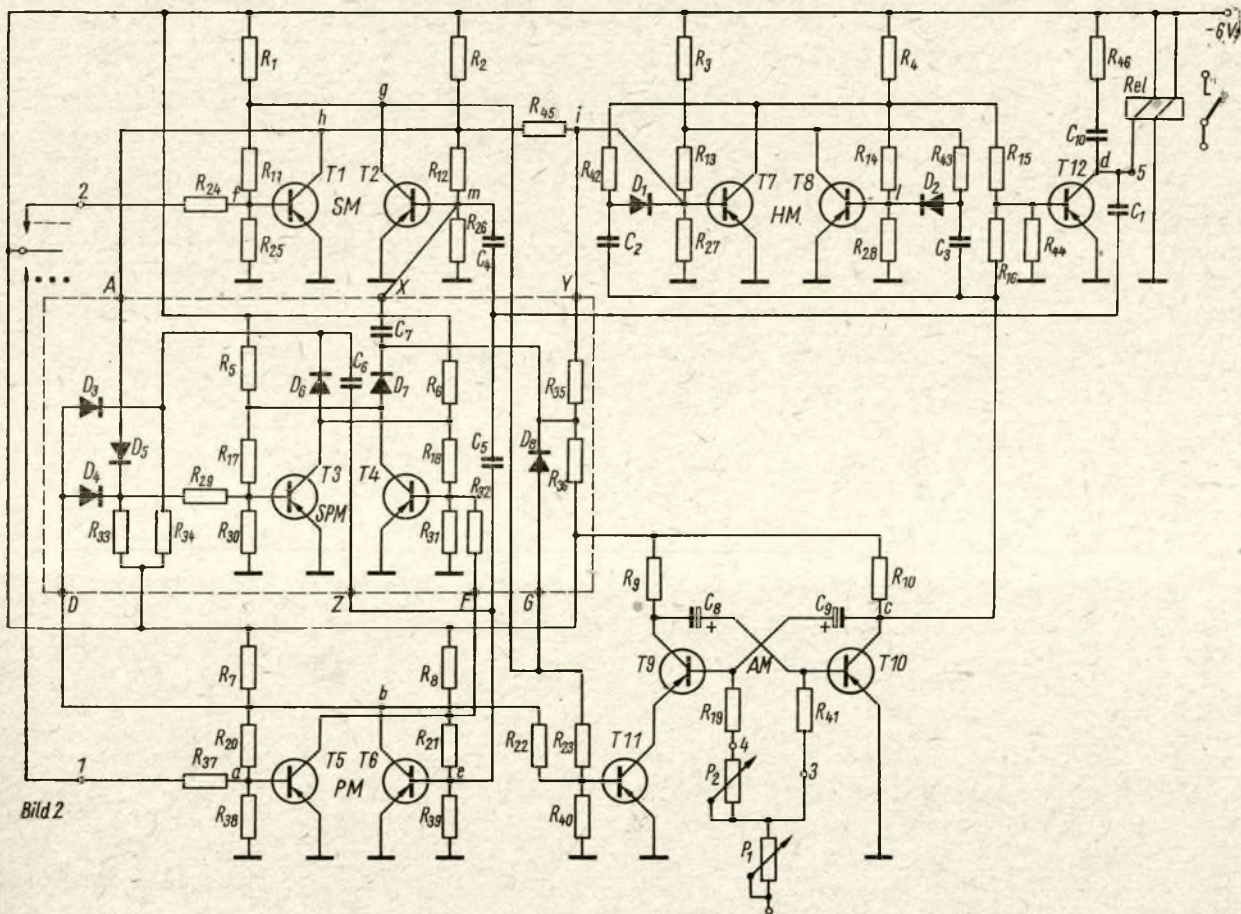 -6V
R1
R2
R3
R4
R46
Rel
g
h
R45
i
C10
R11
T1
T2
R12
R42
R13
R14
R43
R15
T12
d
5
2
R24
f
SM
m
D1
T7
T8
l
D2
C1
R25
R26
C4
C2
R27
HM
R28
C3
R16
R44
A
X
Y
C7
R5
D6
C6
D7
R6
R35
D3
D5
R17
R18
C5
D8
R36
D4
R29
T3
T4
R32
R33
R34
R30
SPM
R31
R9
R10
D
Z
F
G
C8
C9
c
+
+
R7
R8
T9
AM
T10
b
R19
R41
R20
R21
R22
R23
T11
4
3
1
R37
a
T5
PM
T6
e
P2
R38
R39
R40
P1
Bild 2